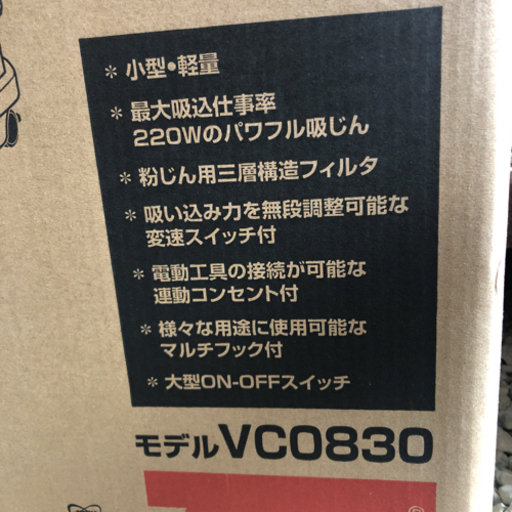 * 小型・軽量
* 最大吸込仕事率
220Wのパワフル吸じん
* 粉じん用三層構造フィルタ
* 吸い込み力を無段調整可能な
変速スイッチ付
* 電動工具の接続が可能な
連動コンセント付
* 様々な用途に使用可能な
マルチフック付
* 大型ON-OFFスイッチ
モデルVC0830
®